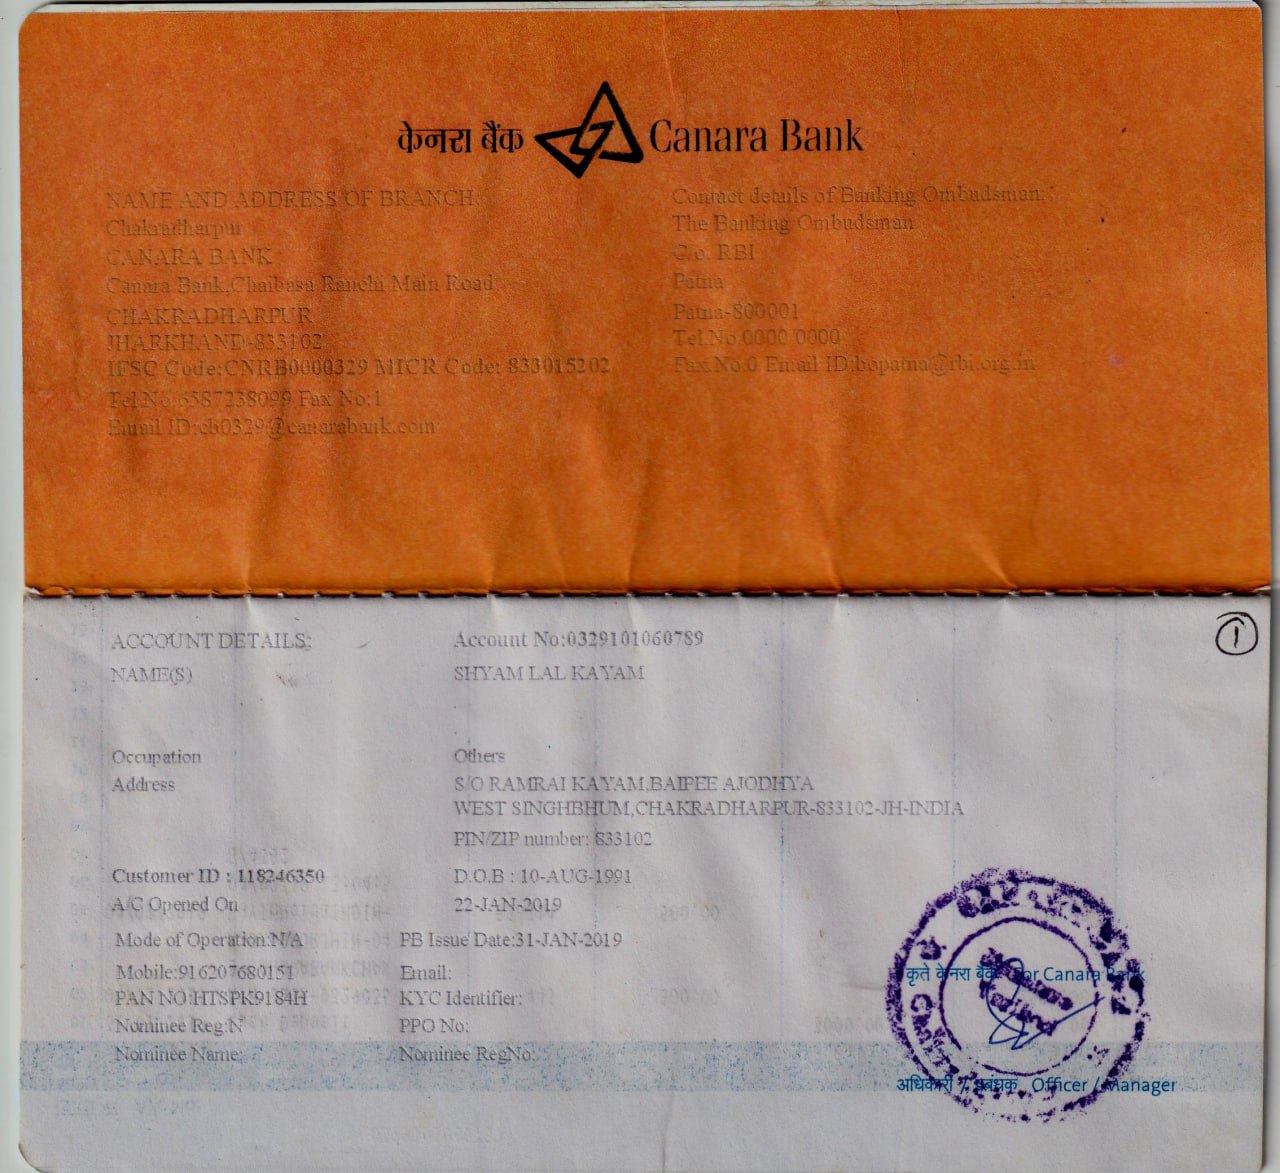 केनरा बैंक Canara Bank
NAME AND ADDRESS OF BRANCH:
Chakradharpur
CANARA BANK
Canara Bank,Chaibasa Ranchi Main Road
CHAKRADHARPUR
JHARKHAND-833102
IFSC Code:CNRB0000329 MICR Code: 833015202
Tel.No:6587238099 Fax No:1
Email ID:cb0329@canarabank.com
Contact details of Banking Ombudsman:
The Banking Ombudsman
C/o. RBI
Patna
Patna-800001
Tel.No.0000 0000
Fax.No.0 Email ID:bopatna@rbi.org.in
1
ACCOUNT DETAILS: Account No:0329101060789
NAME(S) SHYAM LAL KAYAM
Occupation Others
Address S/O RAMRAI KAYAM,BAIPEE AJODHYA
WEST SINGHBHUM,CHAKRADHARPUR-833102-JH-INDIA
PIN/ZIP number: 833102
Customer ID : 118246350 D.O.B : 10-AUG-1991
A/C Opened On 22-JAN-2019
Mode of Operation:N/A PB Issue Date:31-JAN-2019
Mobile:916207680151 Email:
PAN NO:HTSPK9184H KYC Identifier:
Nominee Reg:N PPO No:
Nominee Name: Nominee RegNo:
कृते केनरा बैंक For Canara Bank
अधिकारी / प्रबंधक Officer / Manager